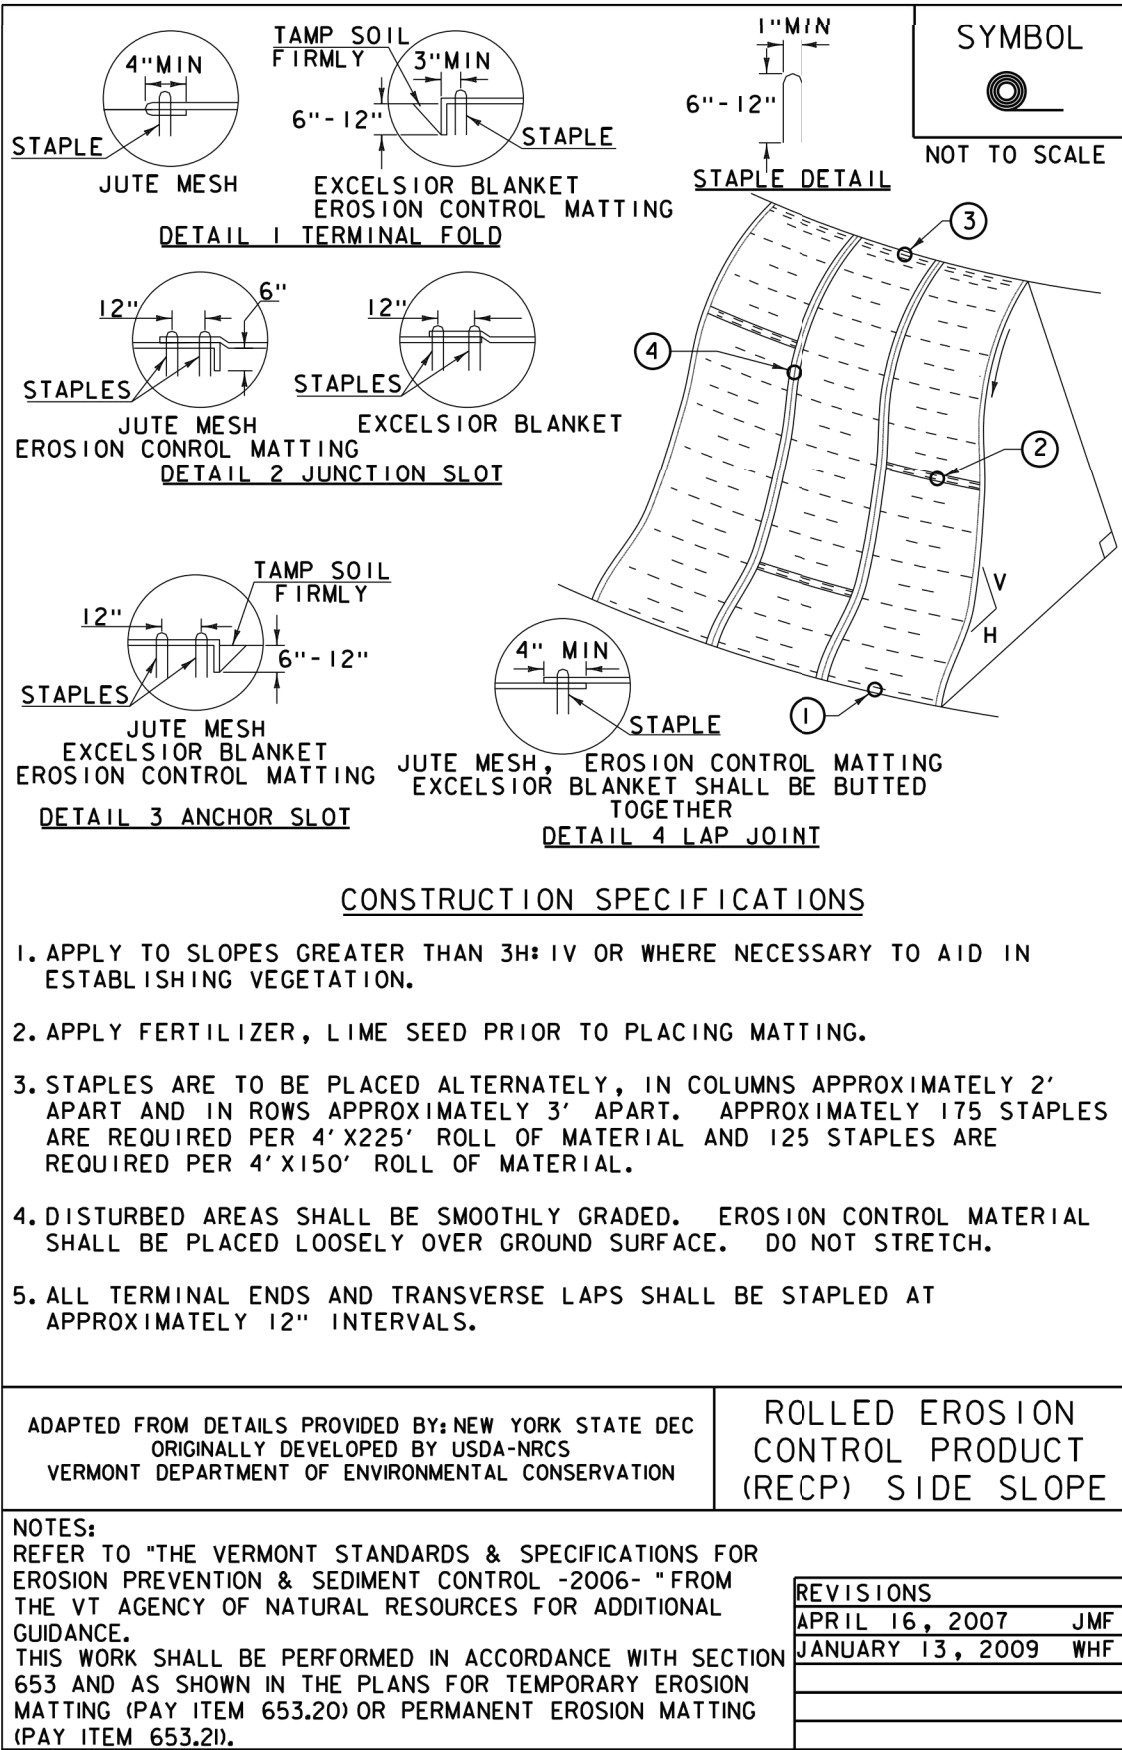 TAMP SOIL
FIRMLY
4"MIN
3"MIN
6"-12"
STAPLE
STAPLE
JUTE MESH
EXCELSIOR BLANKET
EROSION CONTROL MATTING
DETAIL 1 TERMINAL FOLD
1"MIN
6"-12"
STAPLE DETAIL
SYMBOL
NOT TO SCALE
12"
6"
STAPLES
JUTE MESH
EROSION CONROL MATTING
12"
STAPLES
EXCELSIOR BLANKET
DETAIL 2 JUNCTION SLOT
3
4
2
V
H
1
TAMP SOIL
FIRMLY
12"
6"-12"
STAPLES
JUTE MESH
EXCELSIOR BLANKET
EROSION CONTROL MATTING
DETAIL 3 ANCHOR SLOT
4" MIN
STAPLE
JUTE MESH, EROSION CONTROL MATTING
EXCELSIOR BLANKET SHALL BE BUTTED
TOGETHER
DETAIL 4 LAP JOINT
CONSTRUCTION SPECIFICATIONS
1. APPLY TO SLOPES GREATER THAN 3H:1V OR WHERE NECESSARY TO AID IN
ESTABLISHING VEGETATION.
2. APPLY FERTILIZER, LIME SEED PRIOR TO PLACING MATTING.
3. STAPLES ARE TO BE PLACED ALTERNATELY, IN COLUMNS APPROXIMATELY 2'
APART AND IN ROWS APPROXIMATELY 3' APART. APPROXIMATELY 175 STAPLES
ARE REQUIRED PER 4'X225' ROLL OF MATERIAL AND 125 STAPLES ARE
REQUIRED PER 4'X150' ROLL OF MATERIAL.
4. DISTURBED AREAS SHALL BE SMOOTHLY GRADED. EROSION CONTROL MATERIAL
SHALL BE PLACED LOOSELY OVER GROUND SURFACE. DO NOT STRETCH.
5. ALL TERMINAL ENDS AND TRANSVERSE LAPS SHALL BE STAPLED AT
APPROXIMATELY 12" INTERVALS.
ADAPTED FROM DETAILS PROVIDED BY: NEW YORK STATE DEC
ORIGINALLY DEVELOPED BY USDA-NRCS
VERMONT DEPARTMENT OF ENVIRONMENTAL CONSERVATION
ROLLED EROSION
CONTROL PRODUCT
(RECP) SIDE SLOPE
NOTES:
REFER TO "THE VERMONT STANDARDS & SPECIFICATIONS FOR
EROSION PREVENTION & SEDIMENT CONTROL -2006- " FROM
THE VT AGENCY OF NATURAL RESOURCES FOR ADDITIONAL
GUIDANCE.
THIS WORK SHALL BE PERFORMED IN ACCORDANCE WITH SECTION
653 AND AS SHOWN IN THE PLANS FOR TEMPORARY EROSION
MATTING (PAY ITEM 653.20) OR PERMANENT EROSION MATTING
(PAY ITEM 653.21).
REVISIONS
APRIL 16, 2007 JMF
JANUARY 13, 2009 WHF